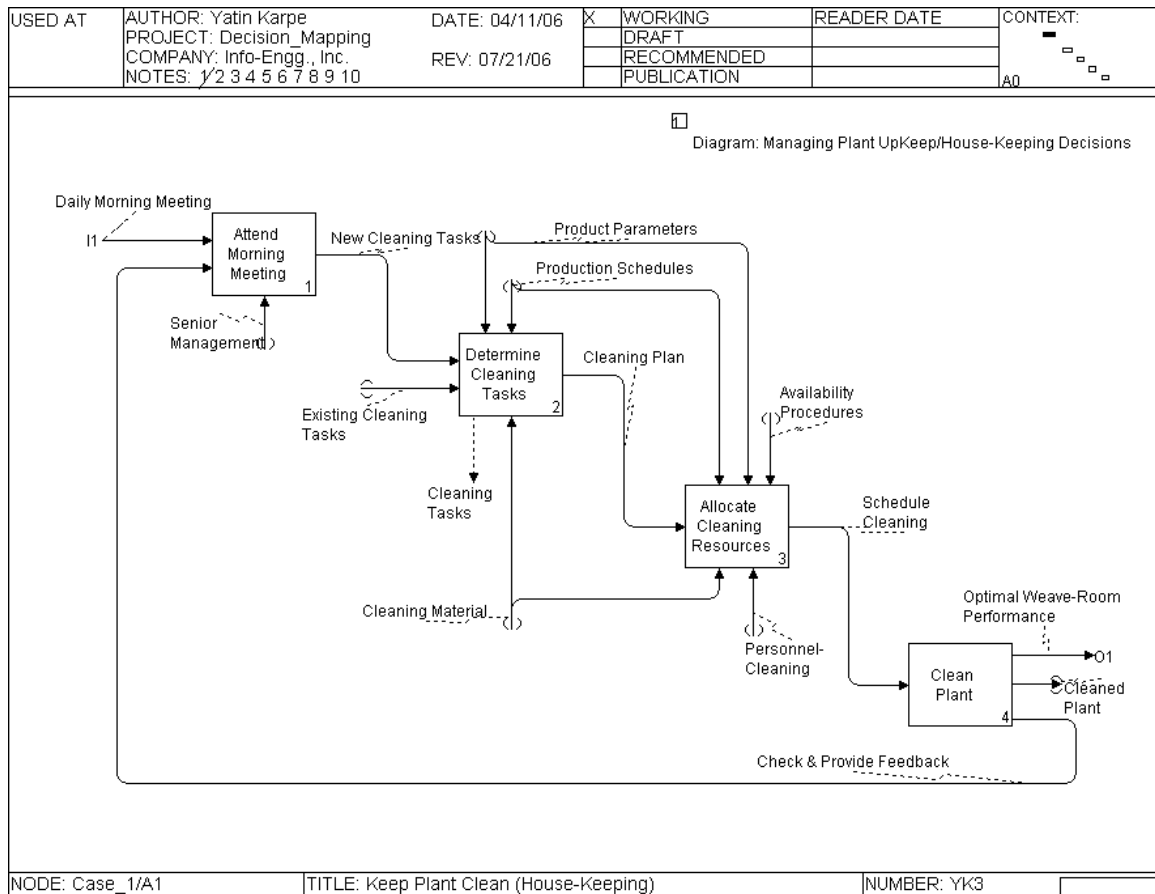 USED AT
AUTHOR: Yatin Karpe
DATE: 04/11/06
PROJECT: Decision_Mapping
COMPANY: Info-Engg., Inc.
REV: 07/21/06
NOTES: 1 2 3 4 5 6 7 8 9 10
X
WORKING
READER DATE
DRAFT
RECOMMENDED
PUBLICATION
CONTEXT:
A0
1
Diagram: Managing Plant UpKeep/House-Keeping Decisions
Daily Morning Meeting
I1
Attend
Morning
Meeting
1
New Cleaning Tasks
Product Parameters
Production Schedules
Senior
Management
Determine
Cleaning
Tasks
2
Cleaning Plan
Existing Cleaning
Tasks
Availability
Procedures
Cleaning
Tasks
Allocate
Cleaning
Resources
3
Schedule
Cleaning
Cleaning Material
Personnel-
Cleaning
Optimal Weave-Room
Performance
O1
Clean
Plant
4
Cleaned
Plant
Check & Provide Feedback
NODE: Case_1/A1
TITLE: Keep Plant Clean (House-Keeping)
NUMBER: YK3